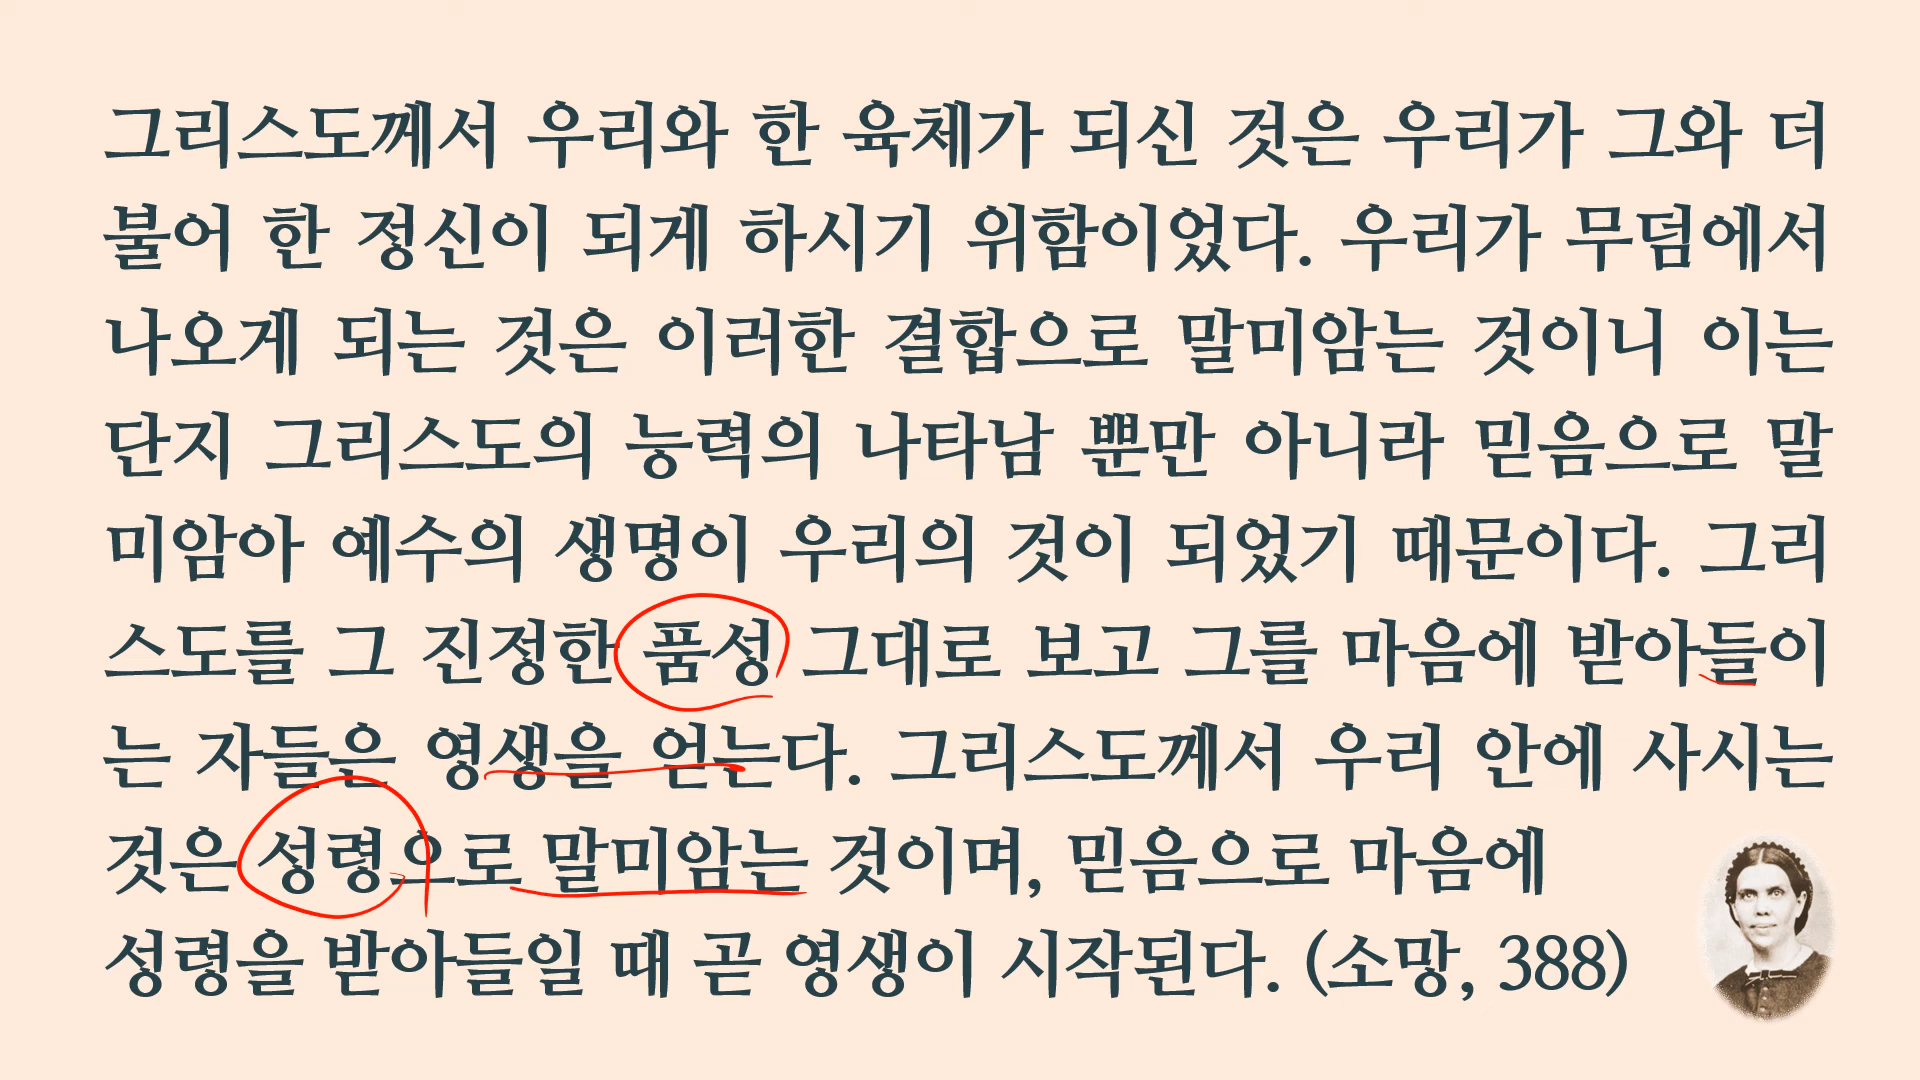 그리스도께서 우리와 한 육체가 되신 것은 우리가 그와 더
불어 한 정신이 되게 하시기 위함이었다. 우리가 무덤에서
나오게 되는 것은 이러한 결합으로 말미암는 것이니 이는
단지 그리스도의 능력의 나타남 뿐만 아니라 믿음으로 말
미암아 예수의 생명이 우리의 것이 되었기 때문이다. 그리
스도를 그 진정한 품성 그대로 보고 그를 마음에 받아들이
는 자들은 영생을 얻는다. 그리스도께서 우리 안에 사시는
것은 성령으로 말미암는 것이며, 믿음으로 마음에
성령을 받아들일 때 곧 영생이 시작된다. (소망, 388)